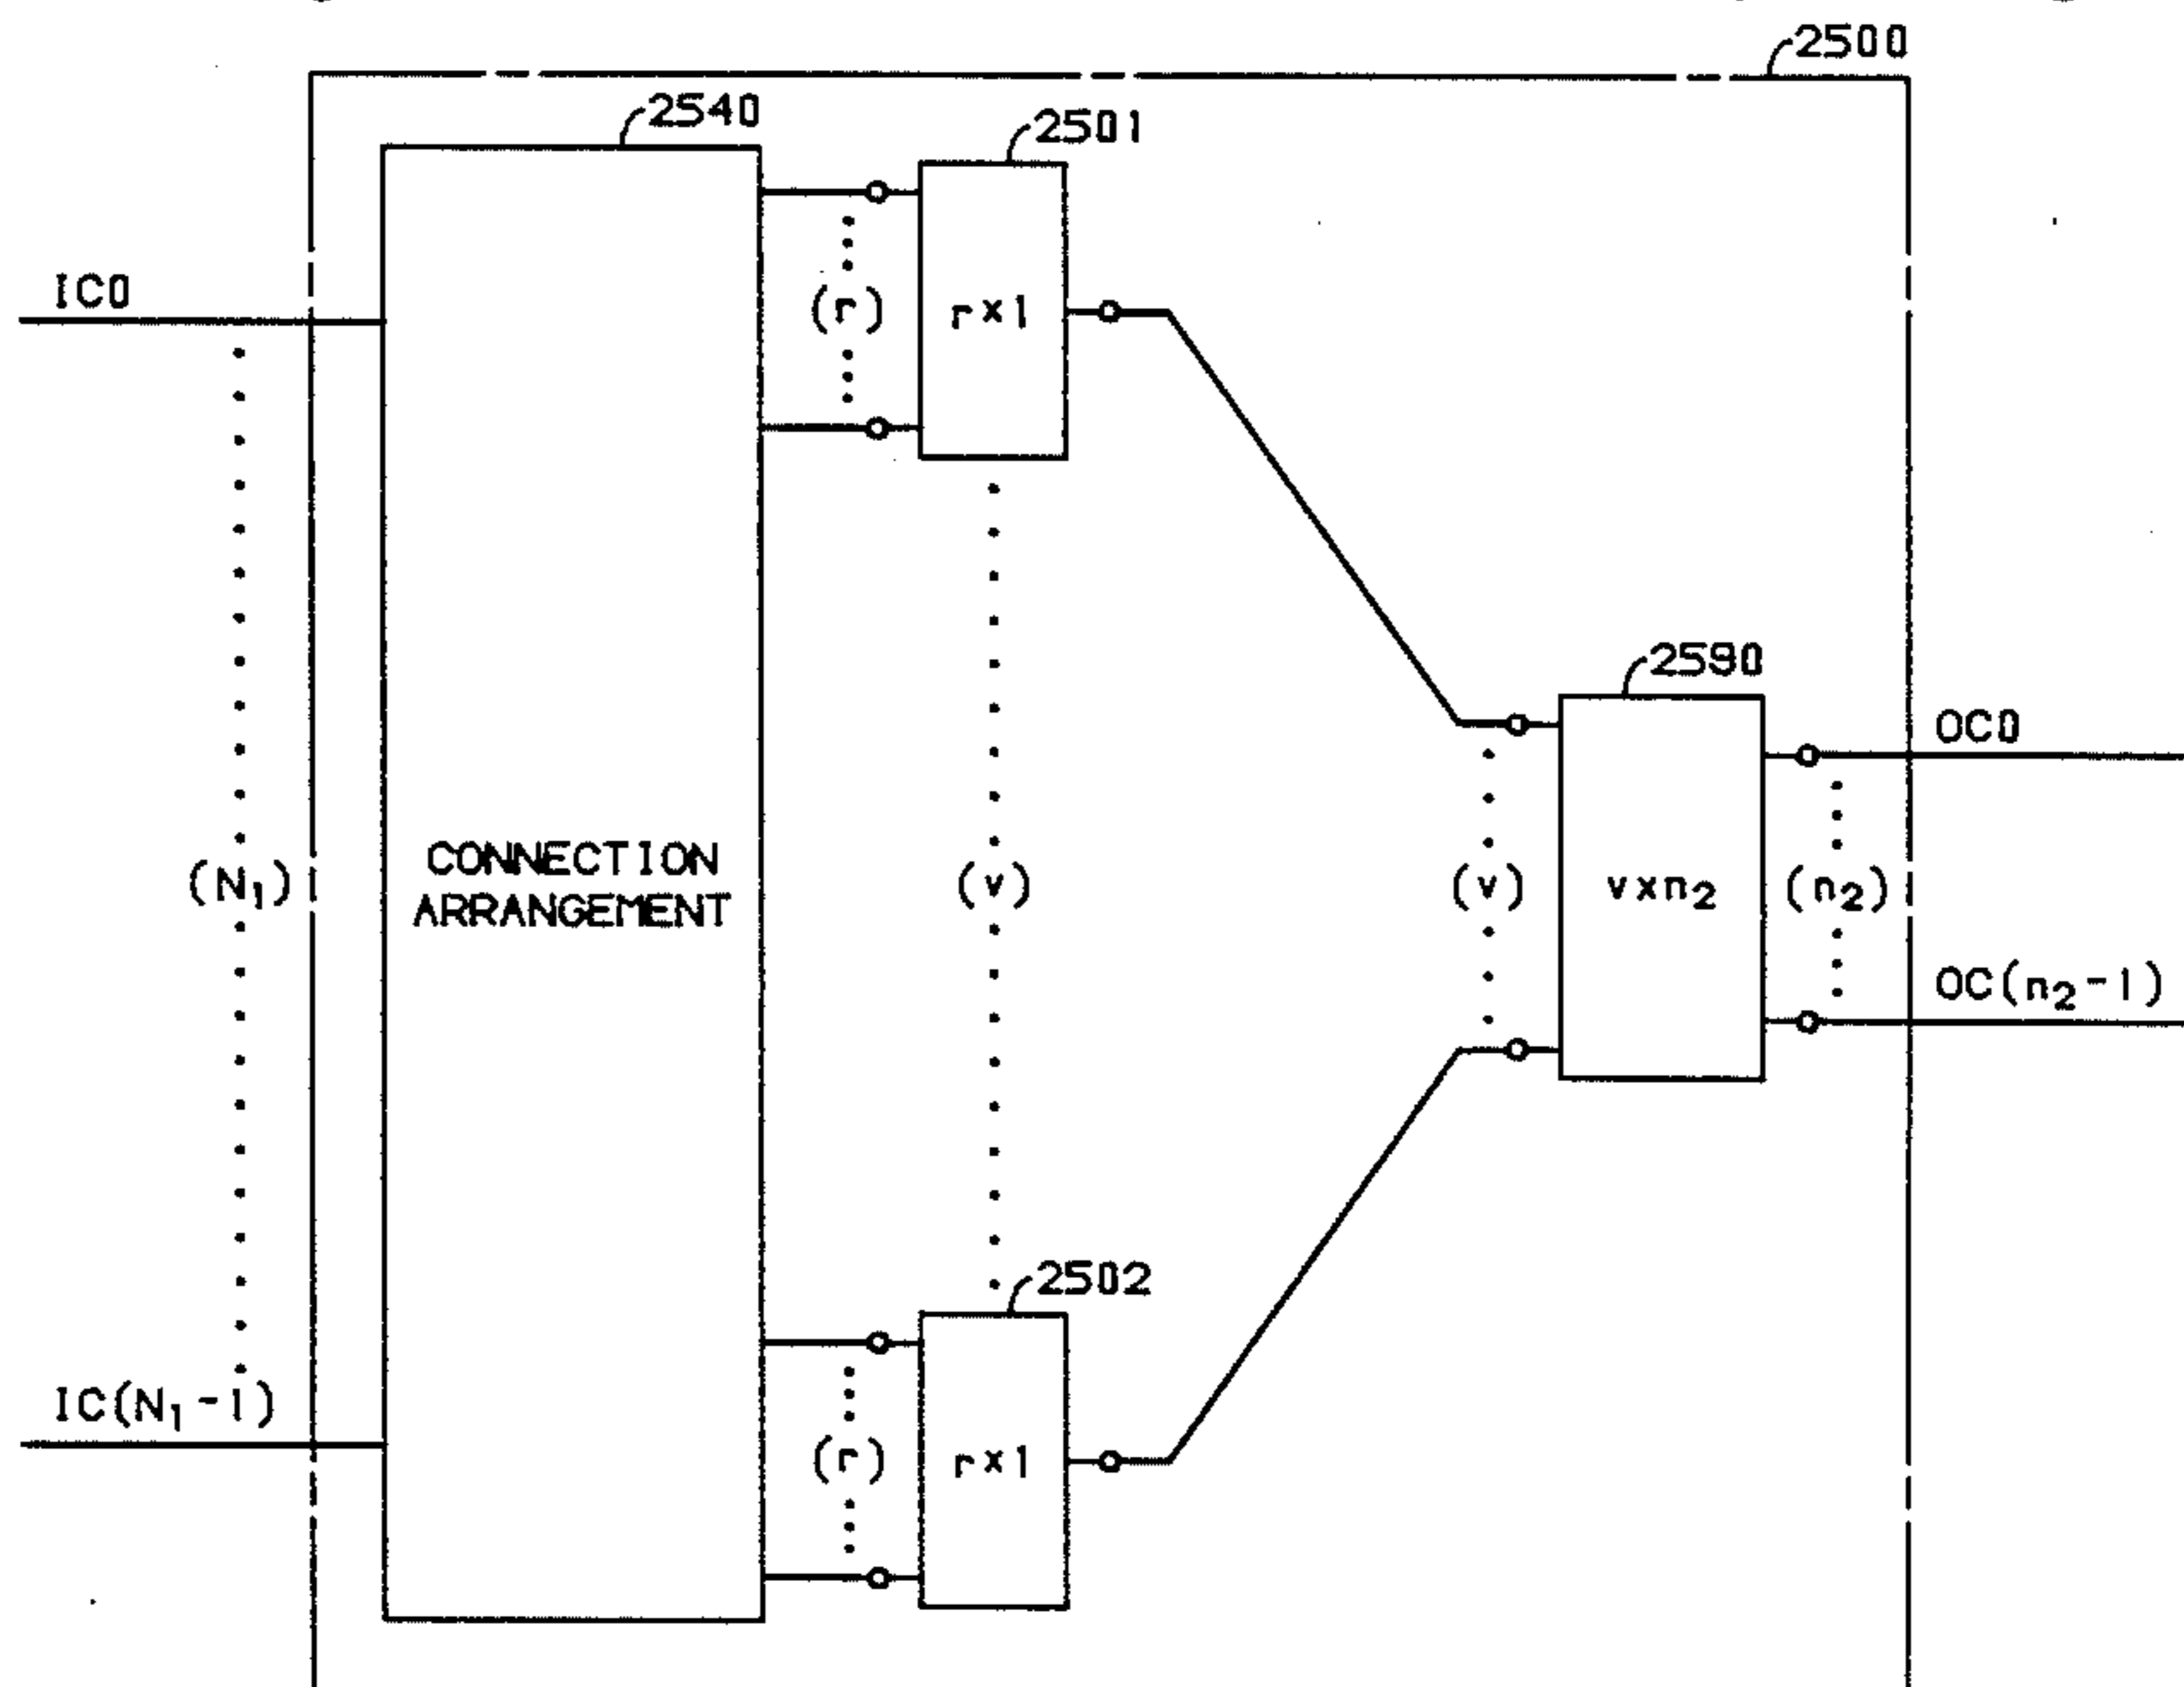 2500
2540
2501
IC0
(r)
r×1
2590
OC0
CONNECTION
ARRANGEMENT
(N₁)
(v)
(v)
v×n₂
(n₂)
OC(n₂-1)
2502
IC(N₁-1)
(r)
r×1